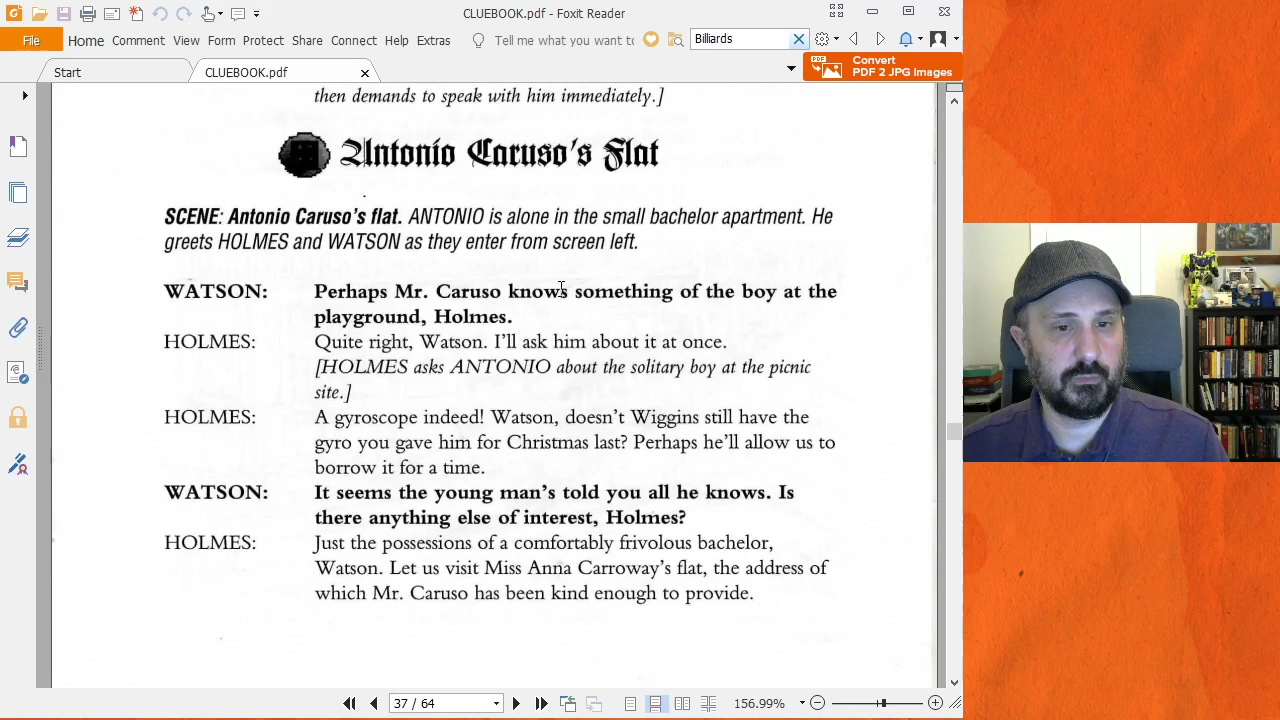 CLUEBOOK.pdf - Foxit Reader
File
Home
Comment
View
Form
Protect
Share
Connect
Help
Extras
Tell me what you want to
Billiards
Start
CLUEBOOK.pdf
Convert
PDF 2 JPG Images
then demands to speak with him immediately.]
Antonio Caruso's Flat
SCENE: Antonio Caruso's flat. ANTONIO is alone in the small bachelor apartment. He
greets HOLMES and WATSON as they enter from screen left.
WATSON: Perhaps Mr. Caruso knows something of the boy at the
playground, Holmes.
HOLMES: Quite right, Watson. I'll ask him about it at once.
[HOLMES asks ANTONIO about the solitary boy at the picnic
site.]
HOLMES: A gyroscope indeed! Watson, doesn't Wiggins still have the
gyro you gave him for Christmas last? Perhaps he'll allow us to
borrow it for a time.
WATSON: It seems the young man's told you all he knows. Is
there anything else of interest, Holmes?
HOLMES: Just the possessions of a comfortably frivolous bachelor,
Watson. Let us visit Miss Anna Carroway's flat, the address of
which Mr. Caruso has been kind enough to provide.
37 / 64
156.99%